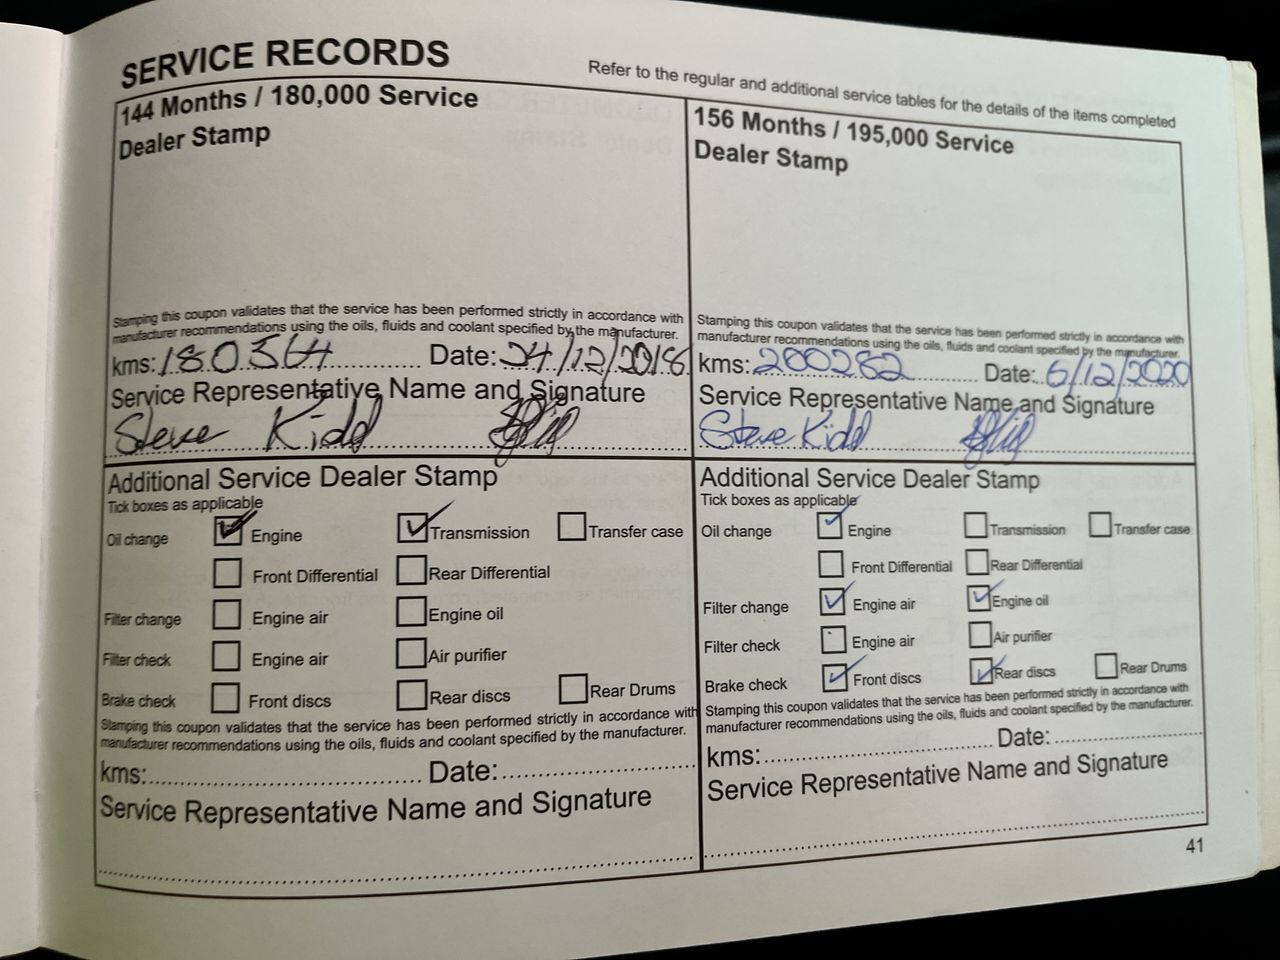 SERVICE RECORDS
Refer to the regular and additional service tables for the details of the items completed
144 Months / 180,000 Service
Dealer Stamp
Stamping this coupon validates that the service has been performed strictly in accordance with
manufacturer recommendations using the oils, fluids and coolant specified by the manufacturer.
kms: 180364 Date: 24/12/2018
Service Representative Name and Signature
Steve Kidd
Additional Service Dealer Stamp
Tick boxes as applicable
Oil change Engine Transmission Transfer case
Front Differential Rear Differential
Filter change Engine air Engine oil
Filter check Engine air Air purifier
Brake check Front discs Rear discs Rear Drums
Stamping this coupon validates that the service has been performed strictly in accordance with
manufacturer recommendations using the oils, fluids and coolant specified by the manufacturer.
kms: Date:
Service Representative Name and Signature
156 Months / 195,000 Service
Dealer Stamp
Stamping this coupon validates that the service has been performed strictly in accordance with
manufacturer recommendations using the oils, fluids and coolant specified by the manufacturer.
kms: 200282 Date: 6/12/2020
Service Representative Name and Signature
Steve Kidd
Additional Service Dealer Stamp
Tick boxes as applicable
Oil change Engine Transmission Transfer case
Front Differential Rear Differential
Filter change Engine air Engine oil
Filter check Engine air Air purifier
Brake check Front discs Rear discs Rear Drums
Stamping this coupon validates that the service has been performed strictly in accordance with
manufacturer recommendations using the oils, fluids and coolant specified by the manufacturer.
kms: Date:
Service Representative Name and Signature
41